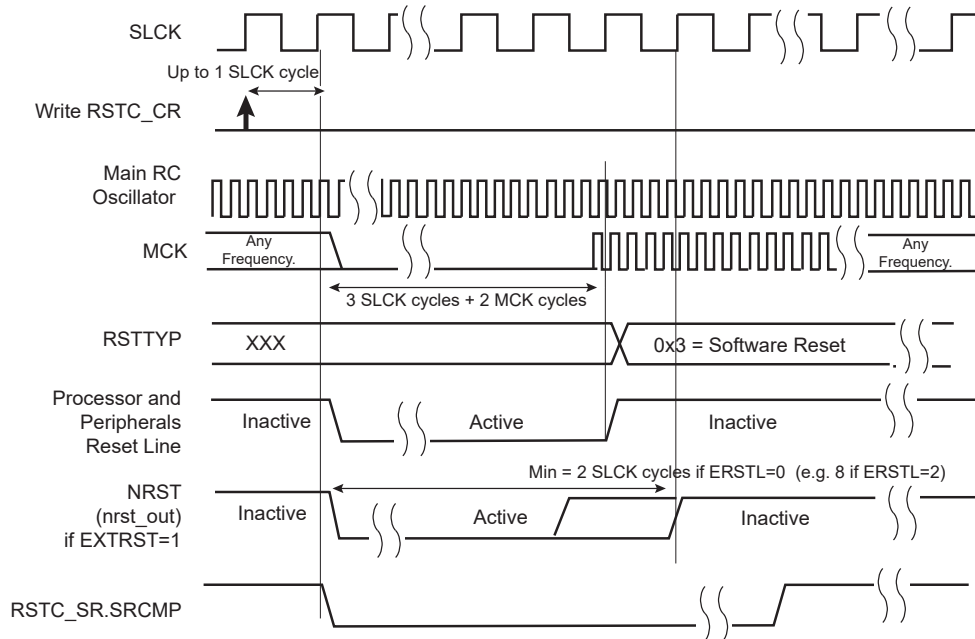 SLCK
Up to 1 SLCK cycle
Write RSTC_CR
Main RC
Oscillator
MCK
Any
Frequency.
Any
Frequency.
3 SLCK cycles + 2 MCK cycles
RSTTYP
XXX
0x3 = Software Reset
Processor and
Peripherals
Reset Line
Inactive
Active
Inactive
Min = 2 SLCK cycles if ERSTL=0 (e.g. 8 if ERSTL=2)
NRST
(nrst_out)
if EXTRST=1
Inactive
Active
Inactive
RSTC_SR.SRCMP